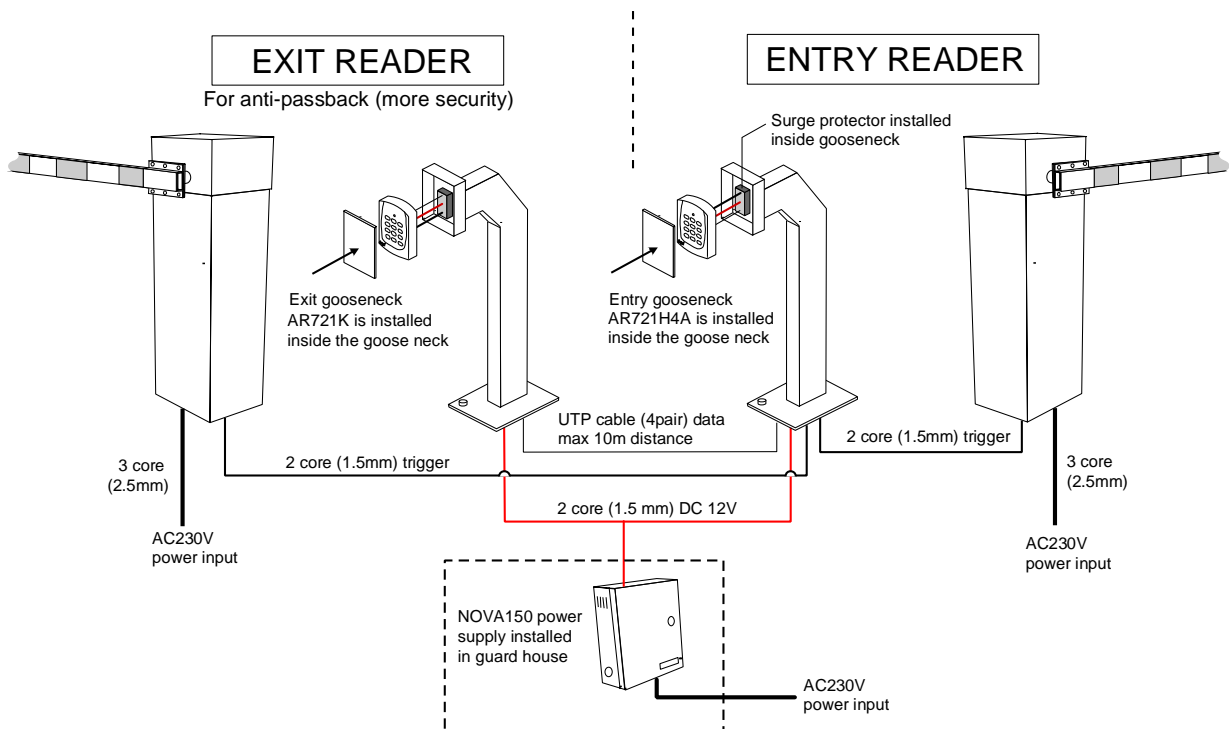 EXIT READER
For anti-passback (more security)
ENTRY READER
Surge protector installed
inside gooseneck
Exit gooseneck
AR721K is installed
inside the goose neck
Entry gooseneck
AR721H4A is installed
inside the goose neck
UTP cable (4pair) data
max 10m distance
2 core (1.5mm) trigger
2 core (1.5mm) trigger
3 core
(2.5mm)
3 core
(2.5mm)
2 core (1.5 mm) DC 12V
AC230V
power input
AC230V
power input
NOVA150 power
supply installed
in guard house
AC230V
power input